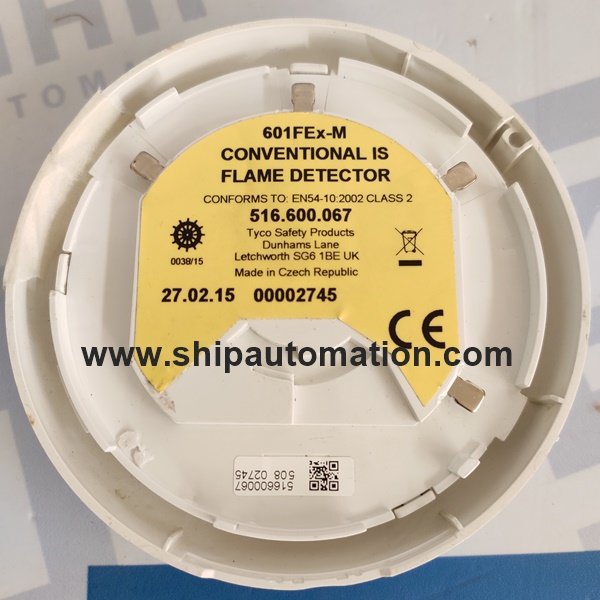 601FEx-M
CONVENTIONAL IS
FLAME DETECTOR
CONFORMS TO: EN54-10:2002 CLASS 2
516.600.067
Tyco Safety Products
Dunhams Lane
Letchworth SG6 1BE UK
Made in Czech Republic
0038/15
27.02.15 00002745
CE
www.shipautomation.com
516600067
508 02745
AUTOMA